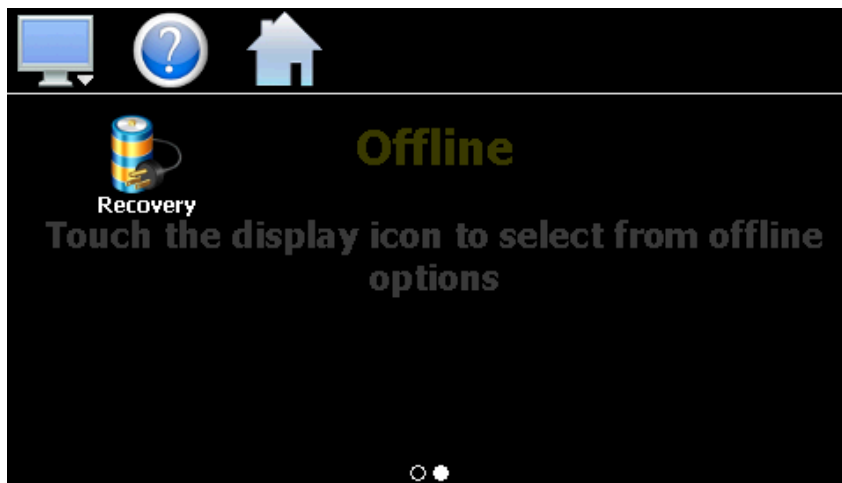 ?
Offline
Recovery
Touch the display icon to select from offline
options